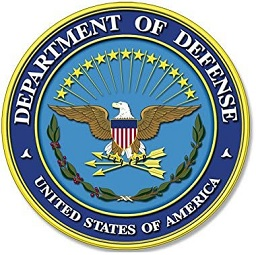 DEPARTMENT OF DEFENSE
UNITED STATES OF AMERICA